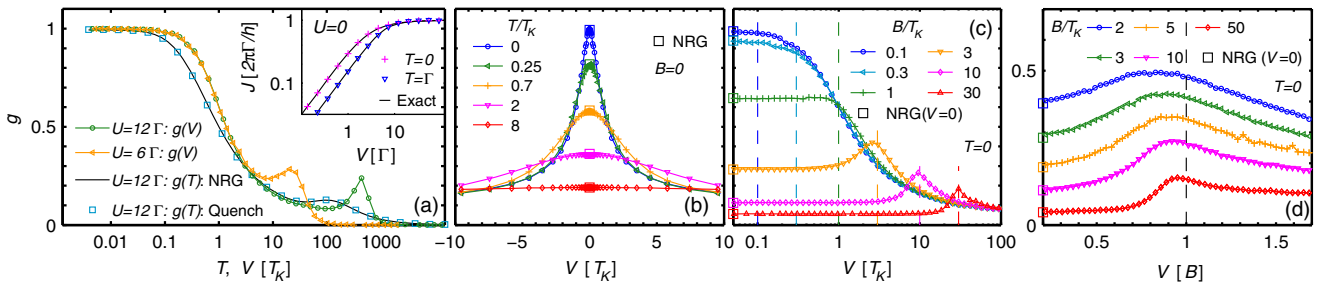 g
1
0.5
0
0.01
0.1
1
10
100
1000
−10
T, V [T_K]
U=12 Γ: g(V)
U= 6 Γ: g(V)
U=12 Γ: g(T): NRG
U=12 Γ: g(T): Quench
(a)
J [2πΓ/h]
1
0.1
U=0
T=0
T=Γ
Exact
1
10
V [Γ]
T/T_K
0
0.25
0.7
2
8
NRG
B=0
(b)
−5
0
5
V [T_K]
(c)
B/T_K
0.1
0.3
1
3
10
30
NRG(V=0)
T=0
0.1
1
10
100
V [T_K]
B/T_K
2
5
50
3
10
NRG (V=0)
T=0
0.5
0
(d)
0.5
1
1.5
V [B]